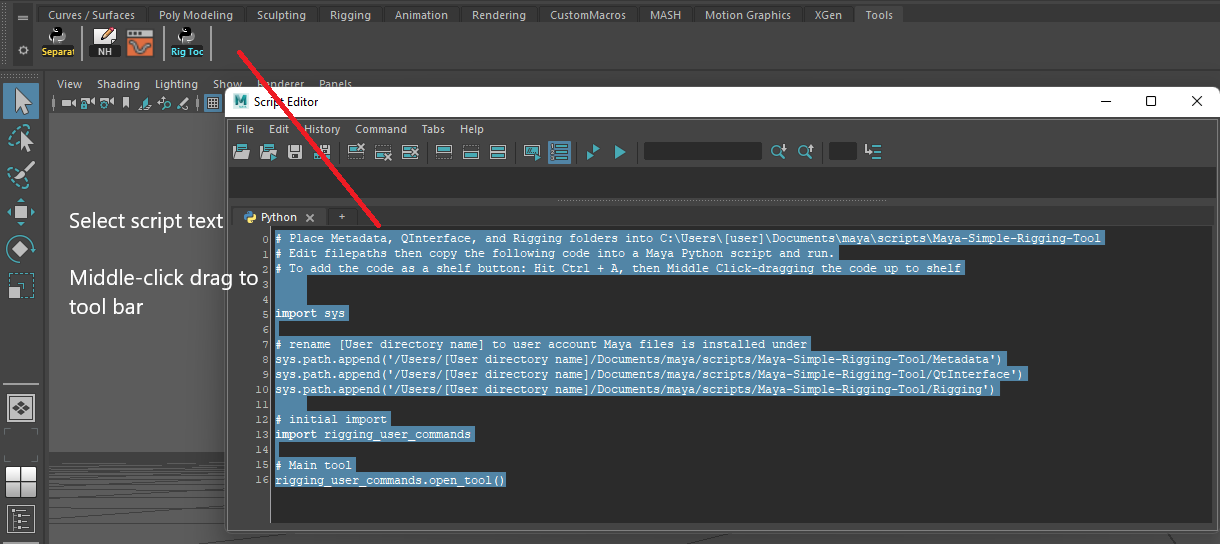 Curves / Surfaces Poly Modeling Sculpting Rigging Animation Rendering CustomMacros MASH Motion Graphics XGen Tools
Separat NH Rig Toc
View Shading Lighting Show Renderer Panels
Script Editor
File Edit History Command Tabs Help
Python
Select script text
Middle-click drag to
tool bar
0 # Place Metadata, QInterface, and Rigging folders into C:\Users\[user]\Documents\maya\scripts\Maya-Simple-Rigging-Tool
1 # Edit filepaths then copy the following code into a Maya Python script and run.
2 # To add the code as a shelf button: Hit Ctrl + A, then Middle Click-dragging the code up to shelf
3
4
5 import sys
6
7 # rename [User directory name] to user account Maya files is installed under
8 sys.path.append('/Users/[User directory name]/Documents/maya/scripts/Maya-Simple-Rigging-Tool/Metadata')
9 sys.path.append('/Users/[User directory name]/Documents/maya/scripts/Maya-Simple-Rigging-Tool/QtInterface')
10 sys.path.append('/Users/[User directory name]/Documents/maya/scripts/Maya-Simple-Rigging-Tool/Rigging')
11
12 # initial import
13 import rigging_user_commands
14
15 # Main tool
16 rigging_user_commands.open_tool()